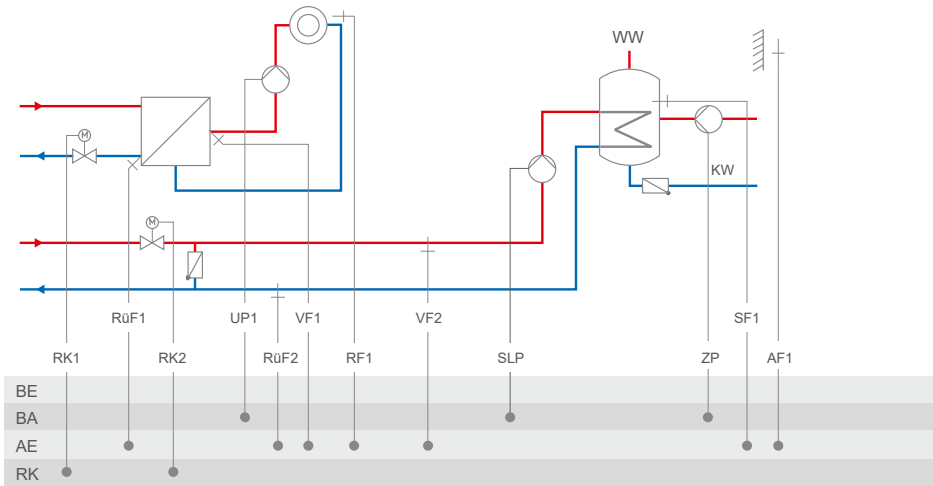 WW
M
KW
M
RüF1 UP1 VF1 VF2 SF1
RK1 RK2 RüF2 RF1 SLP ZP AF1
BE
BA
AE
RK